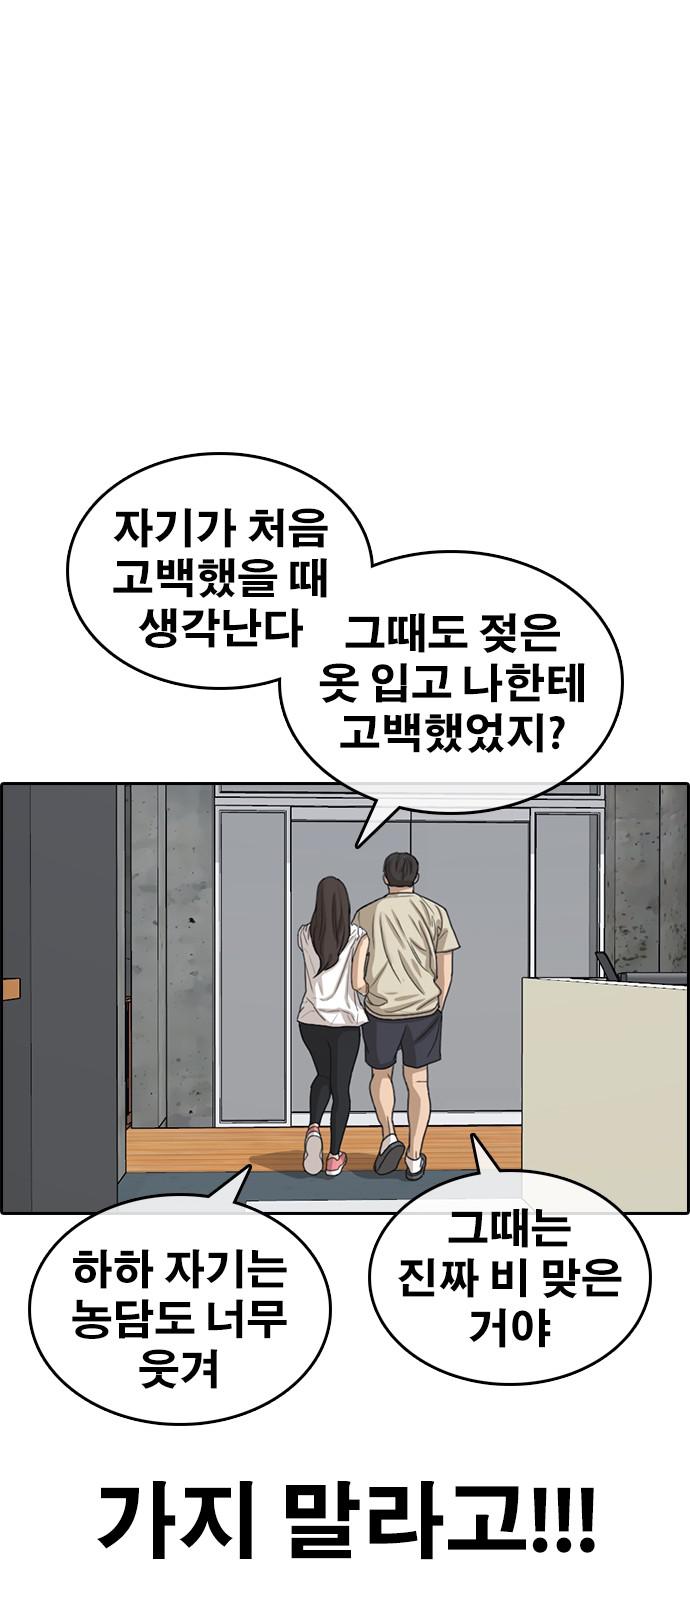 자기가 처음
고백했을 때
생각난다
그때도 젖은
옷 입고 나한테
고백했었지?
그때는
진짜 비 맞은
거야
하하 자기는
농담도 너무
웃겨
가지 말라고!!!